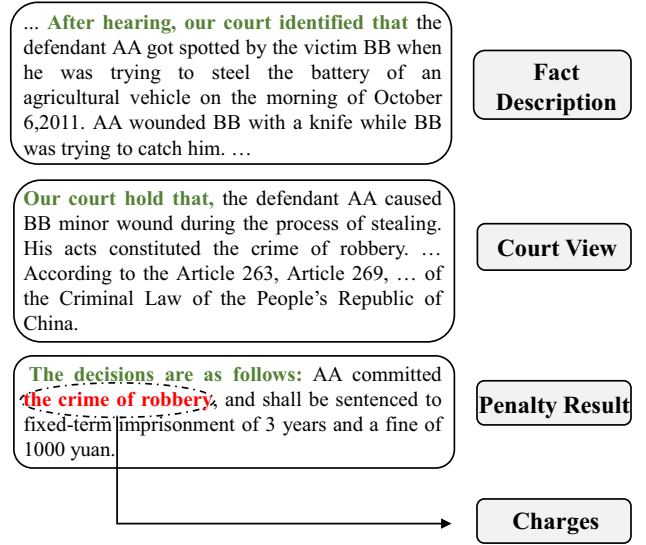 ... After hearing, our court identified that the
defendant AA got spotted by the victim BB when
he was trying to steel the battery of an
agricultural vehicle on the morning of October
6,2011. AA wounded BB with a knife while BB
was trying to catch him. ...
Fact
Description
Our court hold that, the defendant AA caused
BB minor wound during the process of stealing.
His acts constituted the crime of robbery. ...
According to the Article 263, Article 269, ... of
the Criminal Law of the People's Republic of
China.
Court View
The decisions are as follows: AA committed
the crime of robbery, and shall be sentenced to
fixed-term imprisonment of 3 years and a fine of
1000 yuan.
Penalty Result
Charges